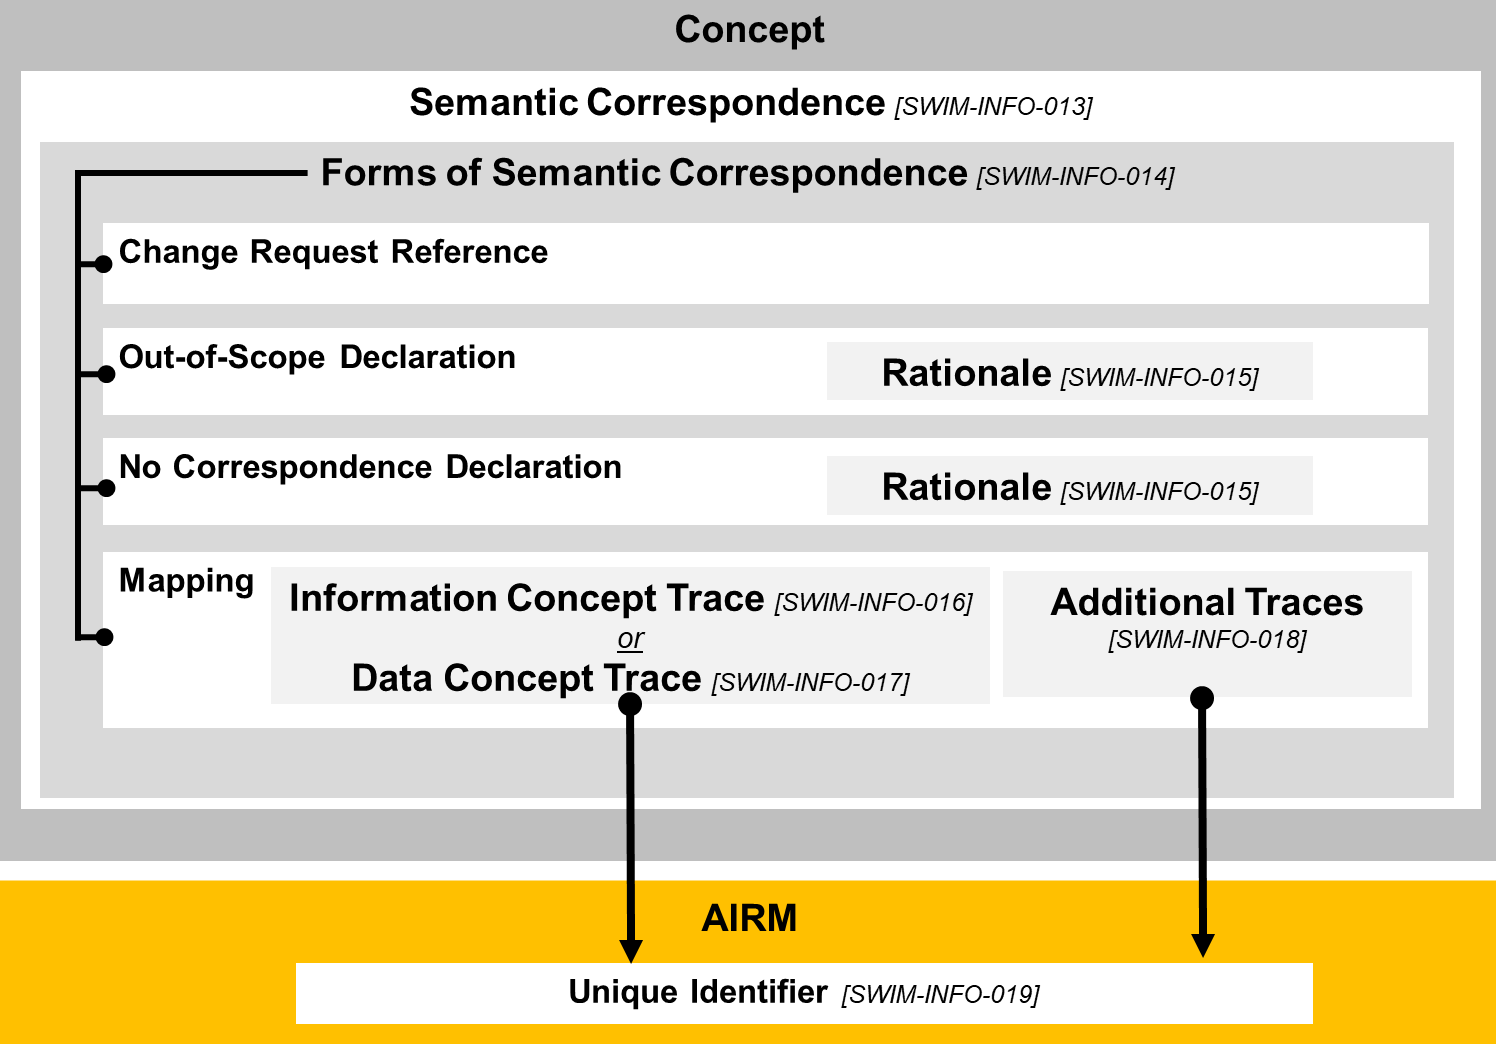 Concept
Semantic Correspondence [SWIM-INFO-013]
Forms of Semantic Correspondence [SWIM-INFO-014]
Change Request Reference
Out-of-Scope Declaration
Rationale [SWIM-INFO-015]
No Correspondence Declaration
Rationale [SWIM-INFO-015]
Mapping
Information Concept Trace [SWIM-INFO-016]
or
Data Concept Trace [SWIM-INFO-017]
Additional Traces
[SWIM-INFO-018]
AIRM
Unique Identifier [SWIM-INFO-019]